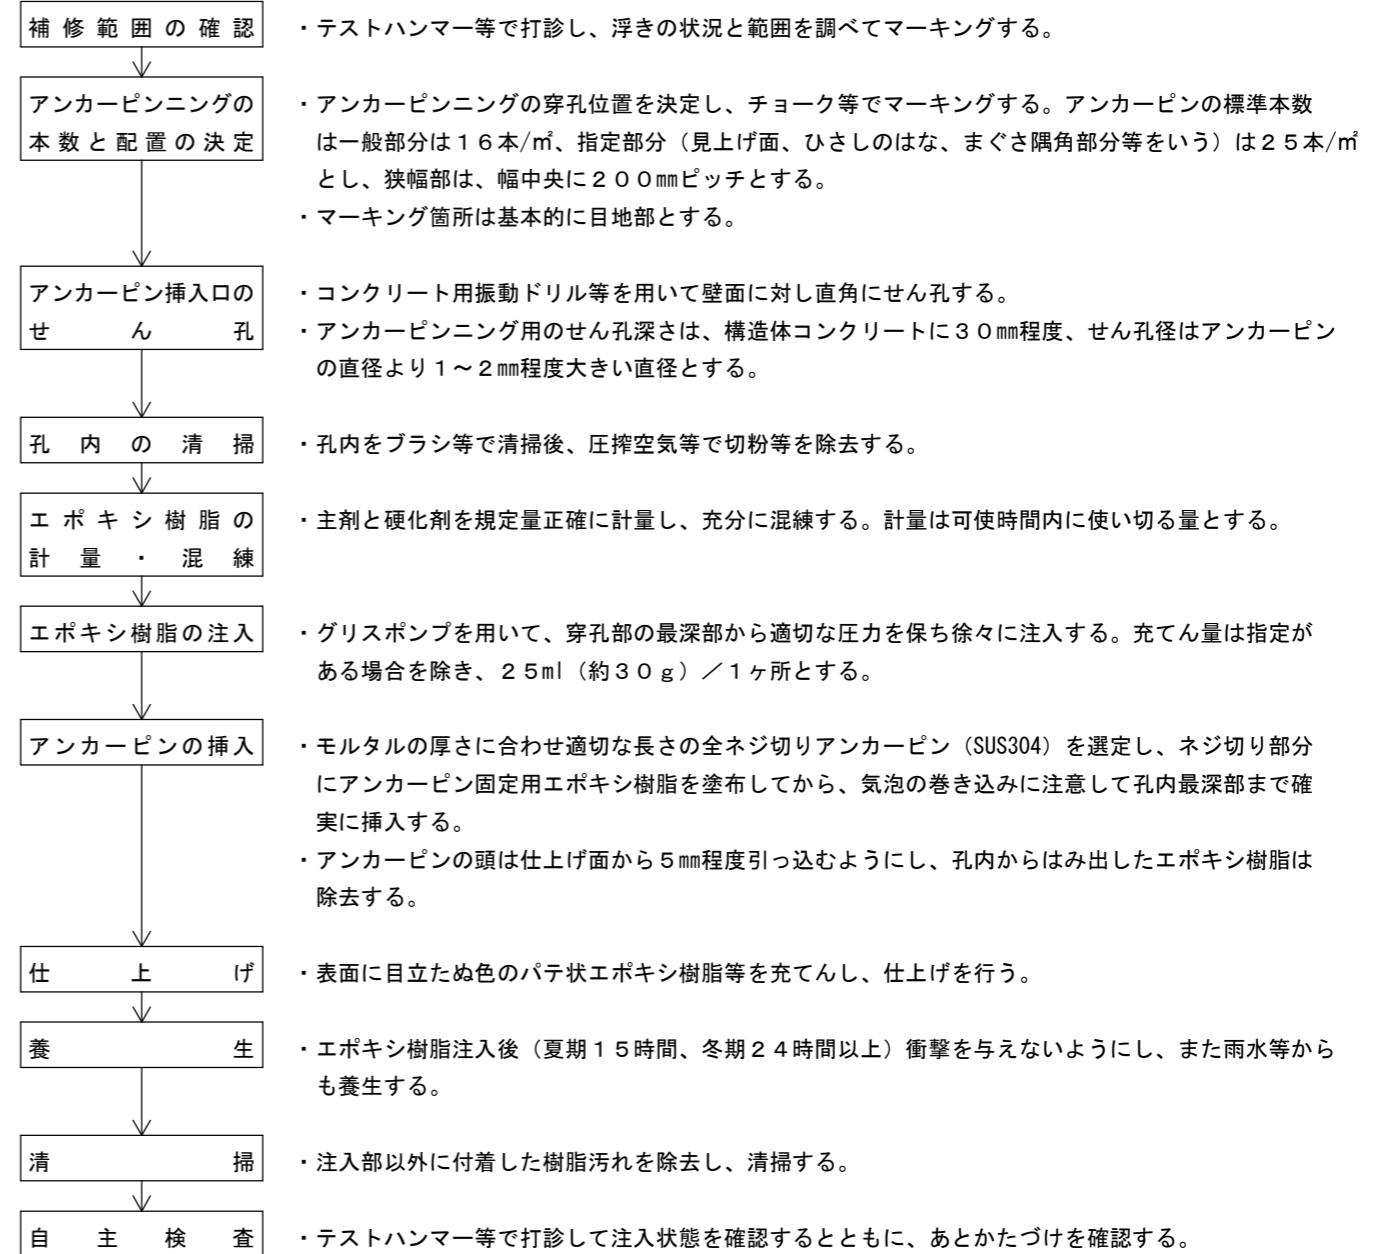 補修範囲の確認
・テストハンマー等で打診し、浮きの状況と範囲を調べてマーキングする。
アンカーピンニングの
本数と配置の決定
・アンカーピンニングの穿孔位置を決定し、チョーク等でマーキングする。アンカーピンの標準本数
は一般部分は１６本/㎡、指定部分（見上げ面、ひさしのはな、まぐさ隅角部分等をいう）は２５本/㎡
とし、狭幅部は、幅中央に２００㎜ピッチとする。
・マーキング箇所は基本的に目地部とする。
アンカーピン挿入口の
せん孔
・コンクリート用振動ドリル等を用いて壁面に対し直角にせん孔する。
・アンカーピンニング用のせん孔深さは、構造体コンクリートに３０㎜程度、せん孔径はアンカーピン
の直径より１～２㎜程度大きい直径とする。
孔内の清掃
・孔内をブラシ等で清掃後、圧搾空気等で切粉等を除去する。
エポキシ樹脂の
計量・混練
・主剤と硬化剤を規定量正確に計量し、充分に混練する。計量は可使時間内に使い切る量とする。
エポキシ樹脂の注入
・グリスポンプを用いて、穿孔部の最深部から適切な圧力を保ち徐々に注入する。充てん量は指定が
ある場合を除き、２５ml（約３０ｇ）／１ヶ所とする。
アンカーピンの挿入
・モルタルの厚さに合わせ適切な長さの全ネジ切りアンカーピン（SUS304）を選定し、ネジ切り部分
にアンカーピン固定用エポキシ樹脂を塗布してから、気泡の巻き込みに注意して孔内最深部まで確
実に挿入する。
・アンカーピンの頭は仕上げ面から５㎜程度引っ込むようにし、孔内からはみ出したエポキシ樹脂は
除去する。
仕上げ
・表面に目立たぬ色のパテ状エポキシ樹脂等を充てんし、仕上げを行う。
養生
・エポキシ樹脂注入後（夏期１５時間、冬期２４時間以上）衝撃を与えないようにし、また雨水等から
も養生する。
清掃
・注入部以外に付着した樹脂汚れを除去し、清掃する。
自主検査
・テストハンマー等で打診して注入状態を確認するとともに、あとかたづけを確認する。